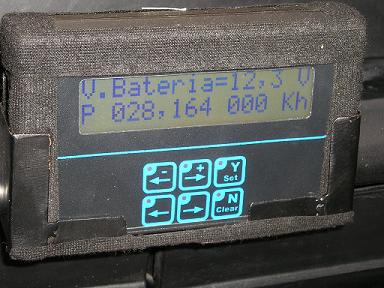 V.Bateria=12,3 V
P 028,164 000 Kh
- + Y
Set
N
Clear